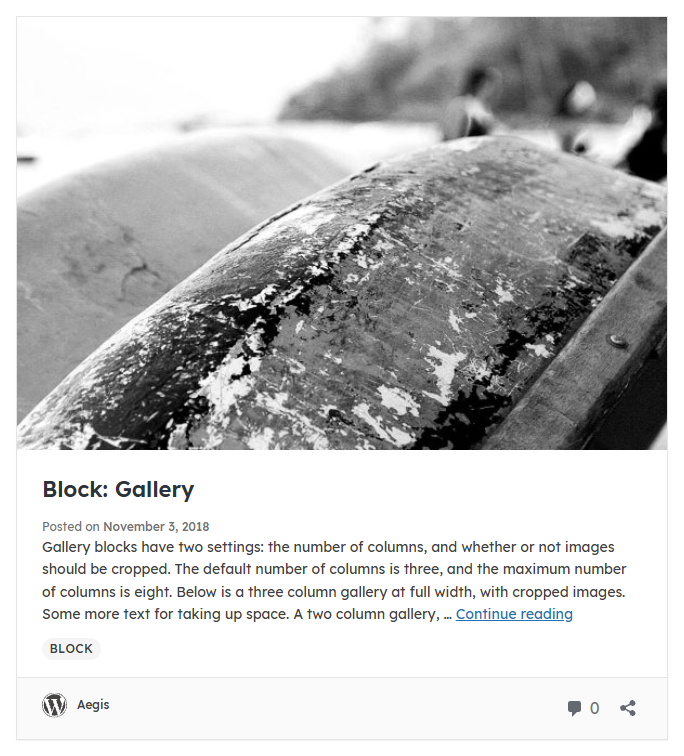 Block: Gallery
Posted on November 3, 2018
Gallery blocks have two settings: the number of columns, and whether or not images
should be cropped. The default number of columns is three, and the maximum number
of columns is eight. Below is a three column gallery at full width, with cropped images.
Some more text for taking up space. A two column gallery, … Continue reading
BLOCK
Aegis
0